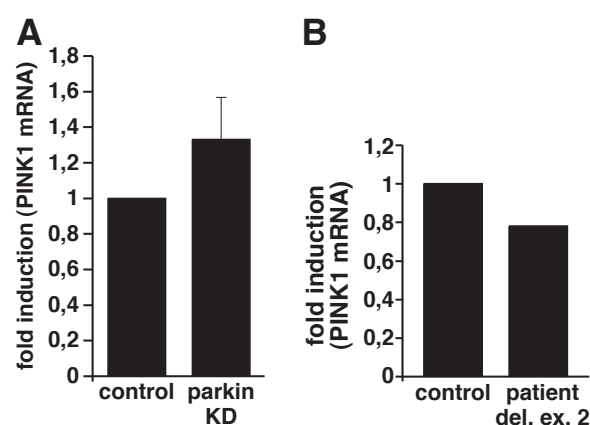 A
fold induction (PINK1 mRNA)
1,8
1,6
1,4
1,2
1
0,8
0,6
0,4
0,2
0
control
parkin
KD
B
fold induction
(PINK1 mRNA)
1,2
1
0,8
0,6
0,4
0,2
0
control
patient
del. ex. 2